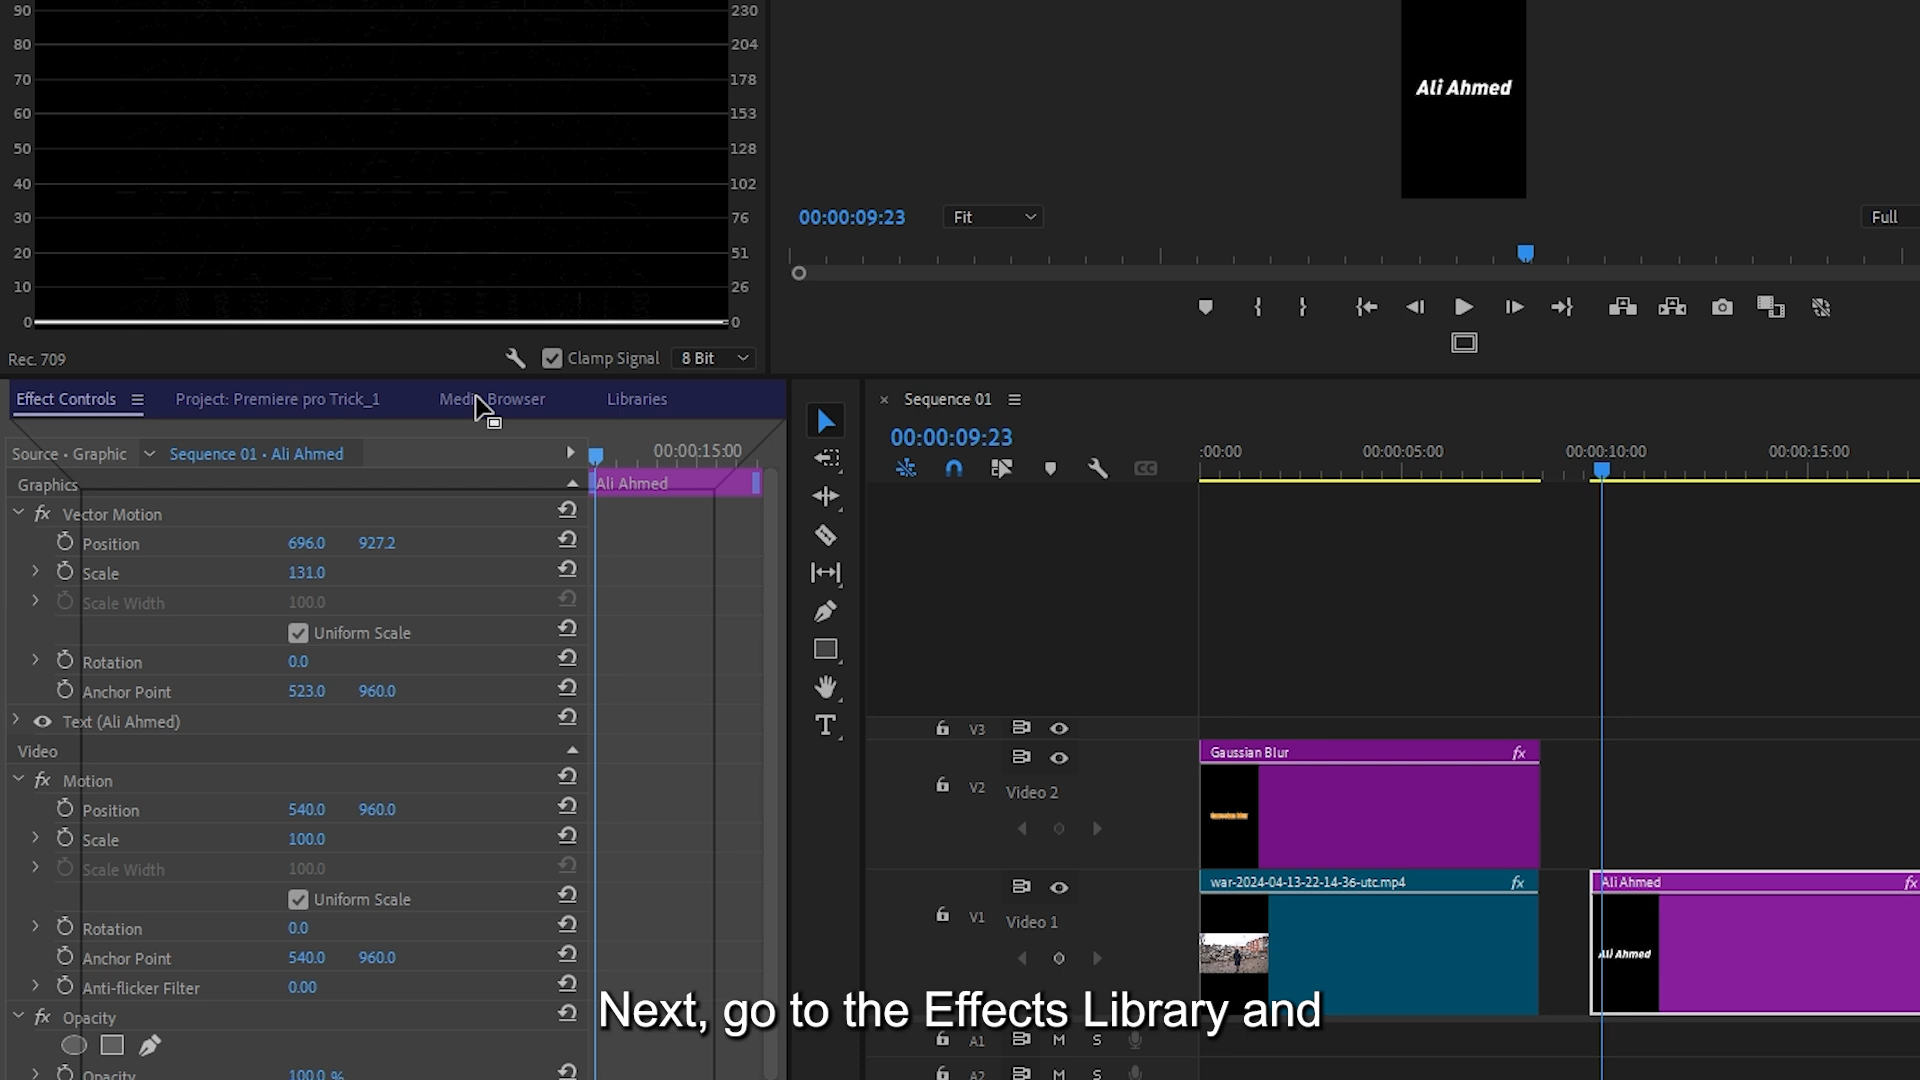 90
230
80
204
70
178
60
153
50
128
40
102
30
76
20
51
10
26
0
0
Rec. 709
Clamp Signal
8 Bit
Ali Ahmed
00:00:09:23
Fit
Full
Effect Controls
Project: Premiere pro Trick_1
Media Browser
Libraries
Source • Graphic
Sequence 01 • Ali Ahmed
00:00:15:00
Graphics
Ali Ahmed
fx Vector Motion
Position 696.0 927.2
Scale 131.0
Scale Width 100.0
Uniform Scale
Rotation 0.0
Anchor Point 523.0 960.0
Text (Ali Ahmed)
Video
fx Motion
Position 540.0 960.0
Scale 100.0
Scale Width 100.0
Uniform Scale
Rotation 0.0
Anchor Point 540.0 960.0
Anti-flicker Filter 0.00
fx Opacity
Opacity 100.0 %
T
× Sequence 01
00:00:09:23
CC
:00:00 00:00:05:00 00:00:10:00 00:00:15:00
V3
V2 Video 2
Gaussian Blur fx
V1 Video 1
war-2024-04-13-22-14-36-utc.mp4 fx
Ali Ahmed fx
Ali Ahmed
Next, go to the Effects Library and
A1 M S
A2 M S